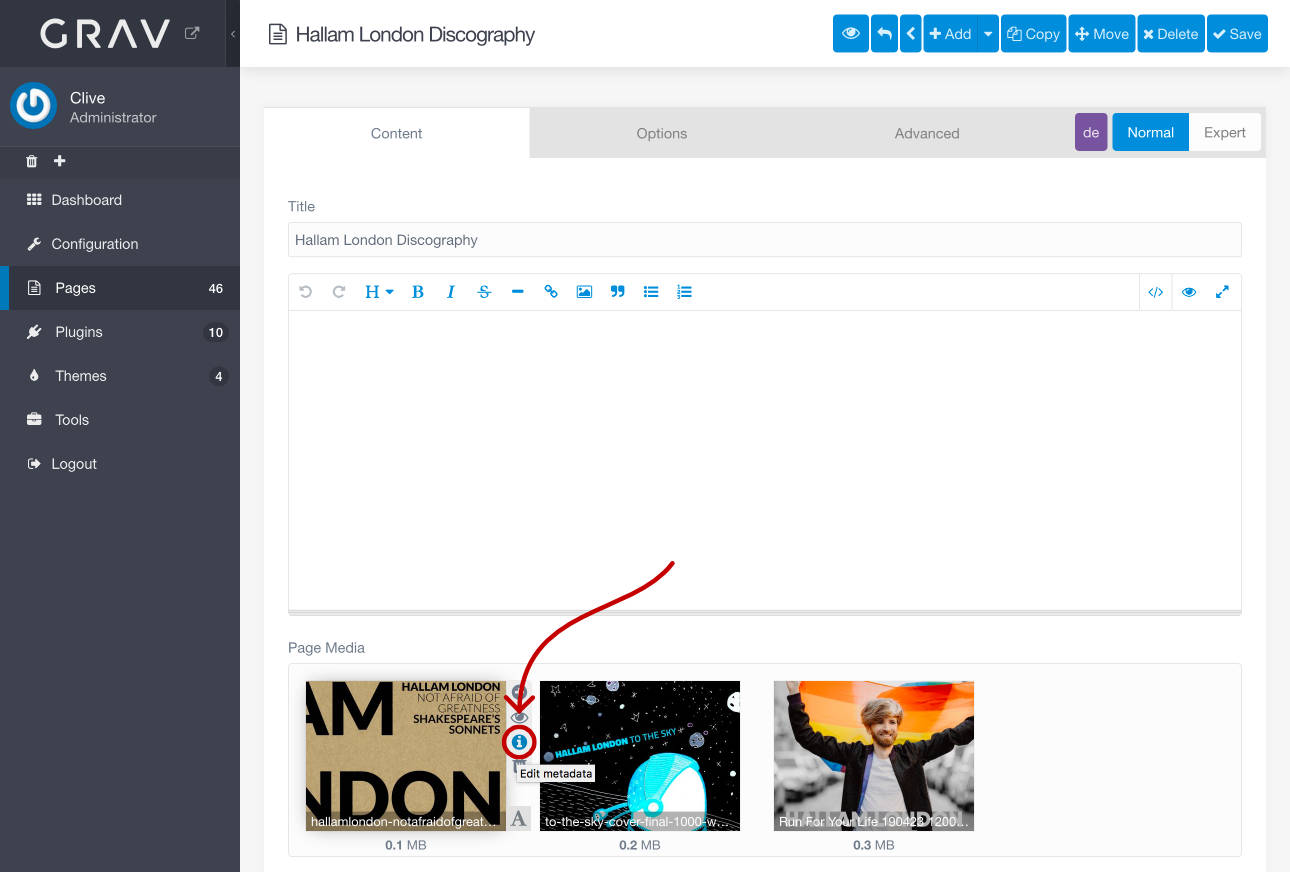 GRAV
Hallam London Discography
Add
Copy
Move
Delete
Save
Clive
Administrator
Dashboard
Configuration
Pages 46
Plugins 10
Themes 4
Tools
Logout
Content
Options
Advanced
de
Normal
Expert
Title
Hallam London Discography
H
B
I
S
Page Media
AM
HALLAM LONDON
NOT AFRAID OF
GREATNESS
SHAKESPEARE'S
SONNETS
NDON
hallamlondon-notafraidofgreat...
A
Edit metadata
HALLAM LONDON TO THE SKY
to-the-sky-cover-final-1000-w...
HALLAM LONDON
Run For Your Life 190423 1200...
0.1 MB
0.2 MB
0.3 MB